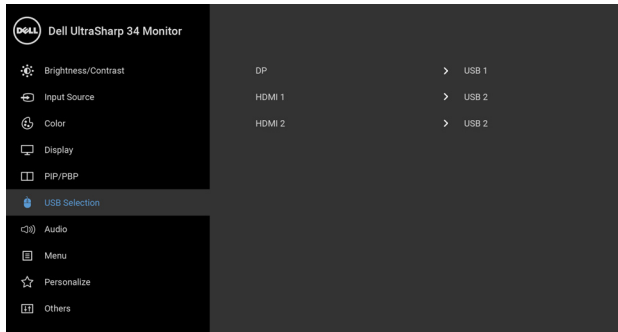 DELL Dell UltraSharp 34 Monitor
Brightness/Contrast
DP > USB 1
Input Source
HDMI 1 > USB 2
Color
HDMI 2 > USB 2
Display
PIP/PBP
USB Selection
Audio
Menu
Personalize
Others